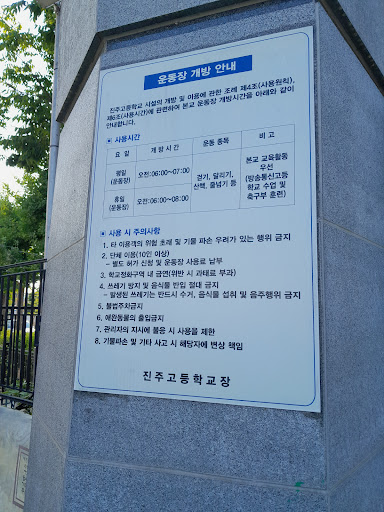 운동장 개방 안내
진주고등학교 시설의 개방 및 이용에 관한 조례 제4조(사용원칙),
제6조(사용시간)에 관련하여 본교 운동장 개방시간을 아래와 같이
안내합니다.
■ 사용시간
요 일 개 방 시 간 운 동 종 목 비 고
평일 (운동장) 오전:06:00~07:00 걷기, 달리기, 산책, 줄넘기 등 본교 교육활동 우선 (방송통신고등학교 수업 및 축구부 훈련)
휴일 (운동장) 오전:06:00~08:00
■ 사용 시 주의사항
1. 타 이용객의 위험 초래 및 기물 파손 우려가 있는 행위 금지
2. 단체 이용(10인 이상)
- 별도 허가 신청 및 운동장 사용료 납부
3. 학교정화구역 내 금연(위반 시 과태료 부과)
4. 쓰레기 방치 및 음식물 반입 절대 금지
- 발생된 쓰레기는 반드시 수거, 음식물 섭취 및 음주행위 금지
5. 불법주차금지
6. 애완동물의 출입금지
7. 관리자의 지시에 불응 시 사용을 제한
8. 기물파손 및 기타 사고 시 해당자에 변상 책임
진주고등학교장